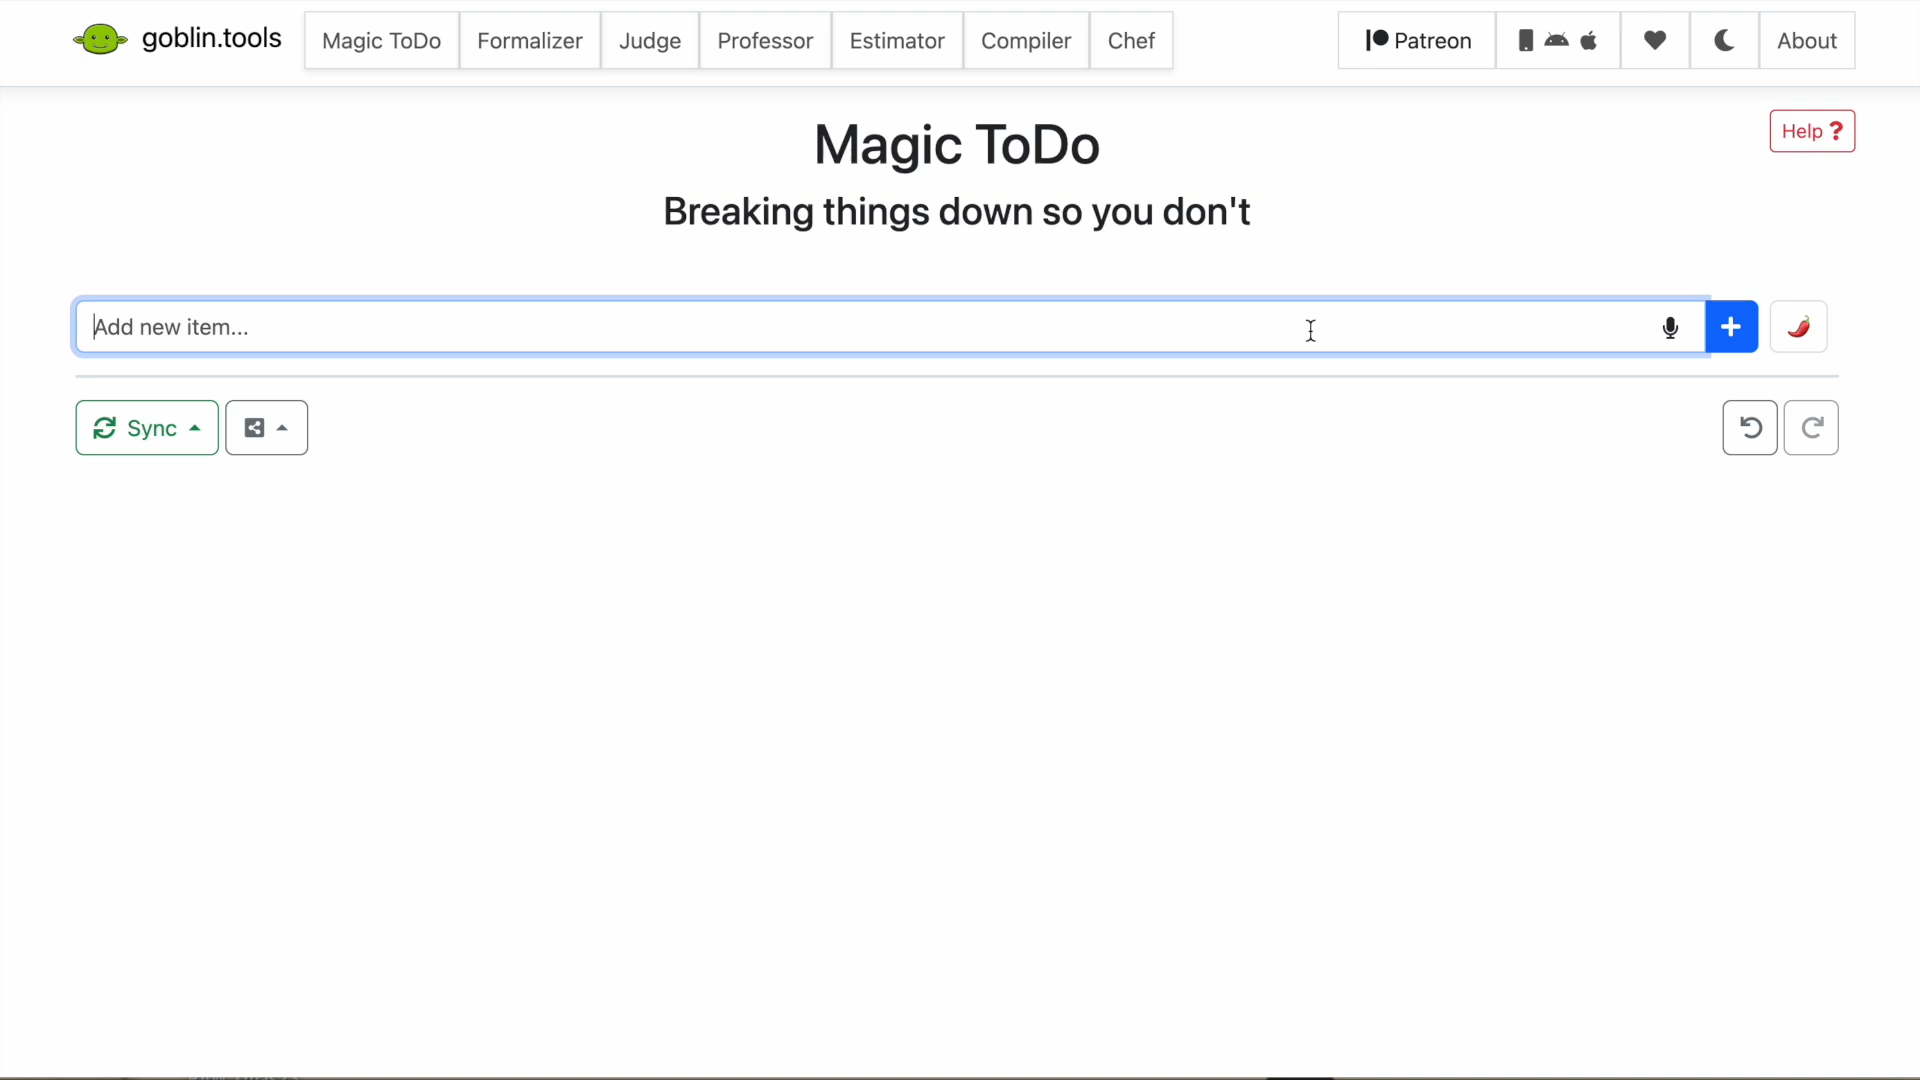 goblin.tools
Magic ToDo
Formalizer
Judge
Professor
Estimator
Compiler
Chef
Patreon
About
Help ?
Magic ToDo
Breaking things down so you don't
Add new item...
Sync